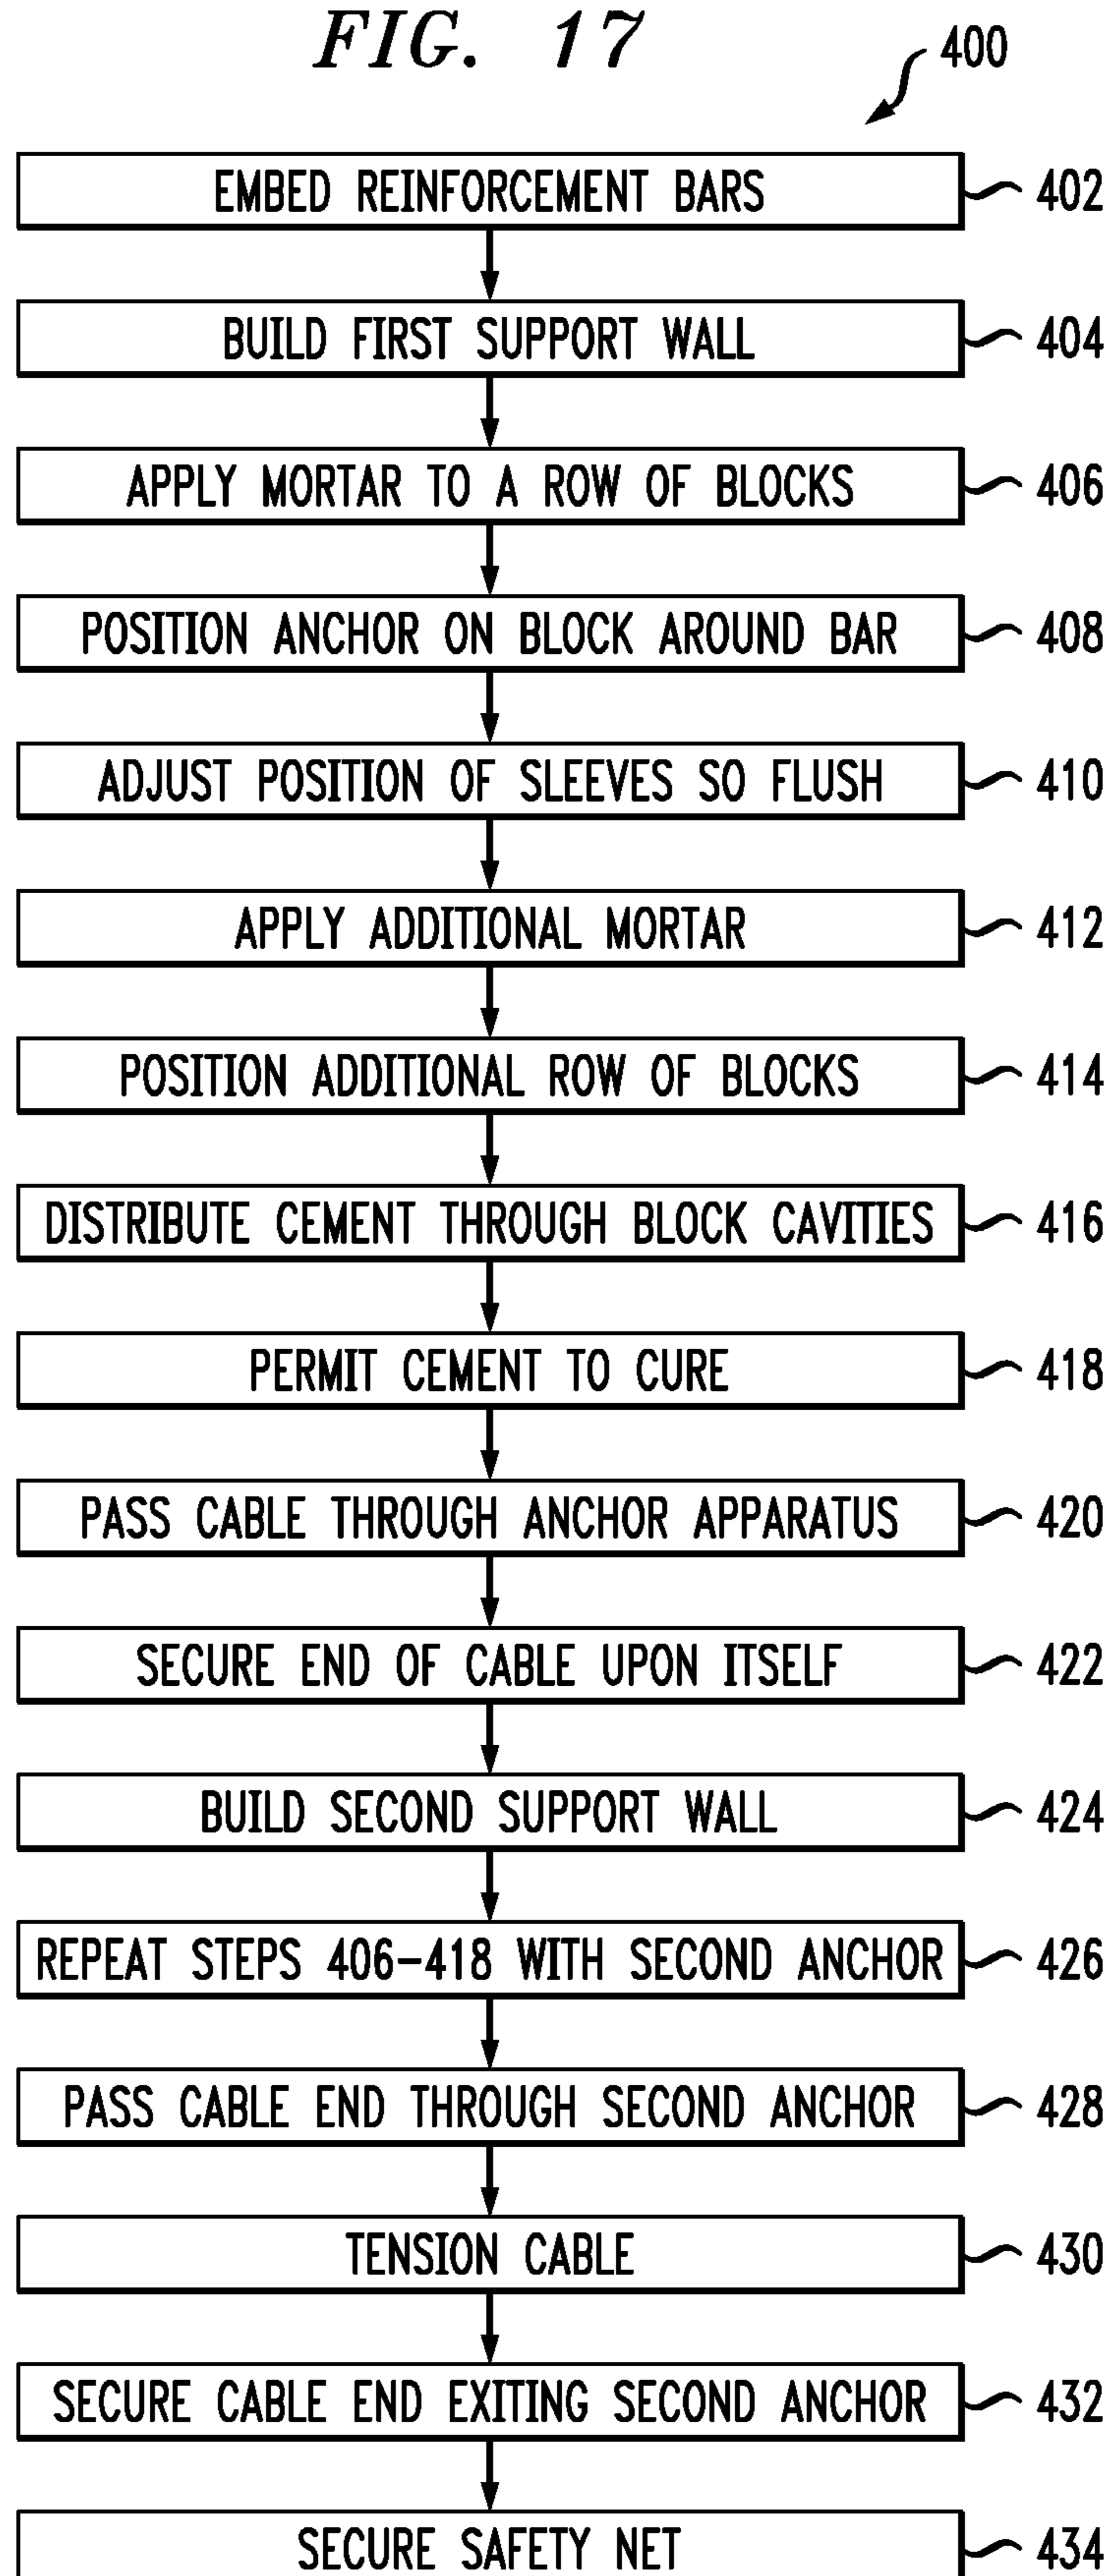 FIG. 17
400
EMBED REINFORCEMENT BARS 402
BUILD FIRST SUPPORT WALL 404
APPLY MORTAR TO A ROW OF BLOCKS 406
POSITION ANCHOR ON BLOCK AROUND BAR 408
ADJUST POSITION OF SLEEVES SO FLUSH 410
APPLY ADDITIONAL MORTAR 412
POSITION ADDITIONAL ROW OF BLOCKS 414
DISTRIBUTE CEMENT THROUGH BLOCK CAVITIES 416
PERMIT CEMENT TO CURE 418
PASS CABLE THROUGH ANCHOR APPARATUS 420
SECURE END OF CABLE UPON ITSELF 422
BUILD SECOND SUPPORT WALL 424
REPEAT STEPS 406-418 WITH SECOND ANCHOR 426
PASS CABLE END THROUGH SECOND ANCHOR 428
TENSION CABLE 430
SECURE CABLE END EXITING SECOND ANCHOR 432
SECURE SAFETY NET 434